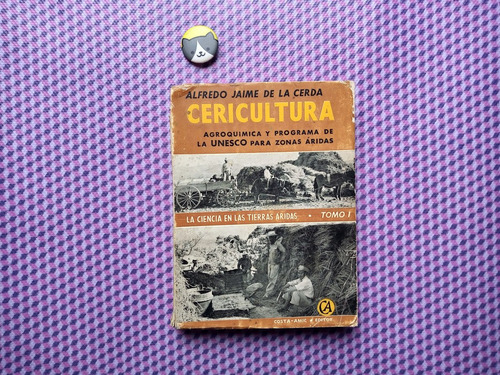 ALFREDO JAIME DE LA CERDA
CERICULTURA
AGROQUIMICA Y PROGRAMA DE
LA UNESCO PARA ZONAS ÁRIDAS
LA CIENCIA EN LAS TIERRAS ARIDAS • TOMO I
CA
COSTA-AMIC • EDITOR